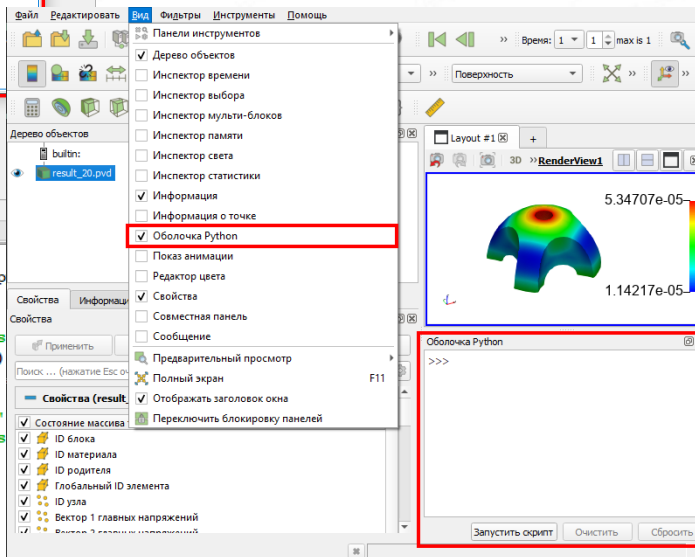 Файл Редактировать Вид Фильтры Инструменты Помощь
Панели инструментов
Дерево объектов
Инспектор времени
Инспектор выбора
Инспектор мульти-блоков
Инспектор памяти
Инспектор света
Инспектор статистики
Информация
Информация о точке
Оболочка Python
Показ анимации
Редактор цвета
Свойства
Совместная панель
Сообщение
Предварительный просмотр
Полный экран F11
Отображать заголовок окна
Переключить блокировку панелей
» Время: 1 1 max is 1
» Поверхность » »
Дерево объектов
builtin:
result_20.pvd
Свойства
Свойства
Применить
Поиск ... (нажатие Esc
Свойства (result_
Состояние массива
ID блока
ID материала
ID родителя
Глобальный ID элемента
ID узла
Вектор 1 главных напряжений
Layout #1 +
3D »RenderView1
5.34707e-05
1.14217e-05
Оболочка Python
>>>
Запустить скрипт Очистить Сбросить